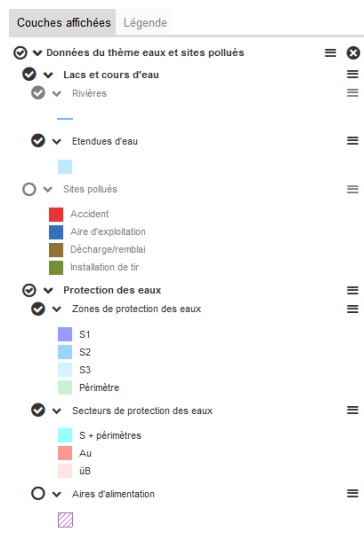 Couches affichées Légende
Données du thème eaux et sites pollués
Lacs et cours d'eau
Rivières
Etendues d'eau
Sites pollués
Accident
Aire d'exploitation
Décharge/remblai
Installation de tir
Protection des eaux
Zones de protection des eaux
S1
S2
S3
Périmètre
Secteurs de protection des eaux
S + périmètres
Au
üB
Aires d'alimentation